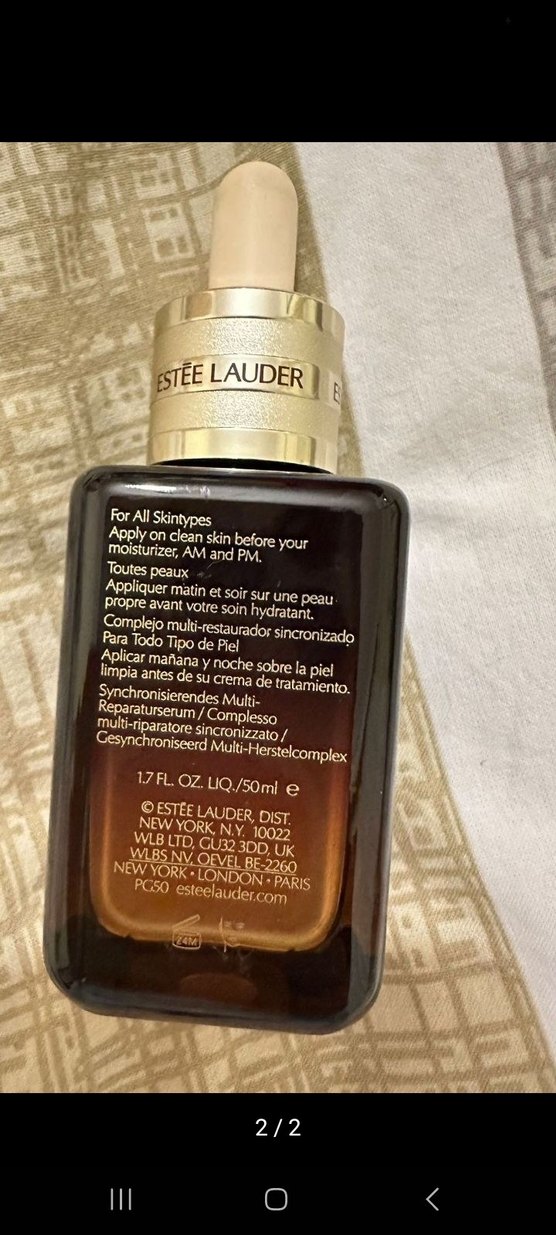 ESTĒE LAUDER
For All Skintypes
Apply on clean skin before your
moisturizer, AM and PM.
Toutes peaux
Appliquer matin et soir sur une peau
propre avant votre soin hydratant.
Complejo multi-restaurador sincronizado
Para Todo Tipo de Piel
Aplicar mañana y noche sobre la piel
limpia antes de su crema de tratamiento.
Synchronisierendes Multi-
Reparaturserum / Complesso
multi-riparatore sincronizzato /
Gesynchroniseerd Multi-Herstelcomplex
1.7 FL. OZ. LIQ./50 ml e
© ESTĒE LAUDER, DIST.
NEW YORK, N.Y. 10022
WLB LTD, GU32 3DD, UK
WLBS NV, OEVEL BE-2260
NEW YORK • LONDON • PARIS
PG50 esteelauder.com
24M
2/2